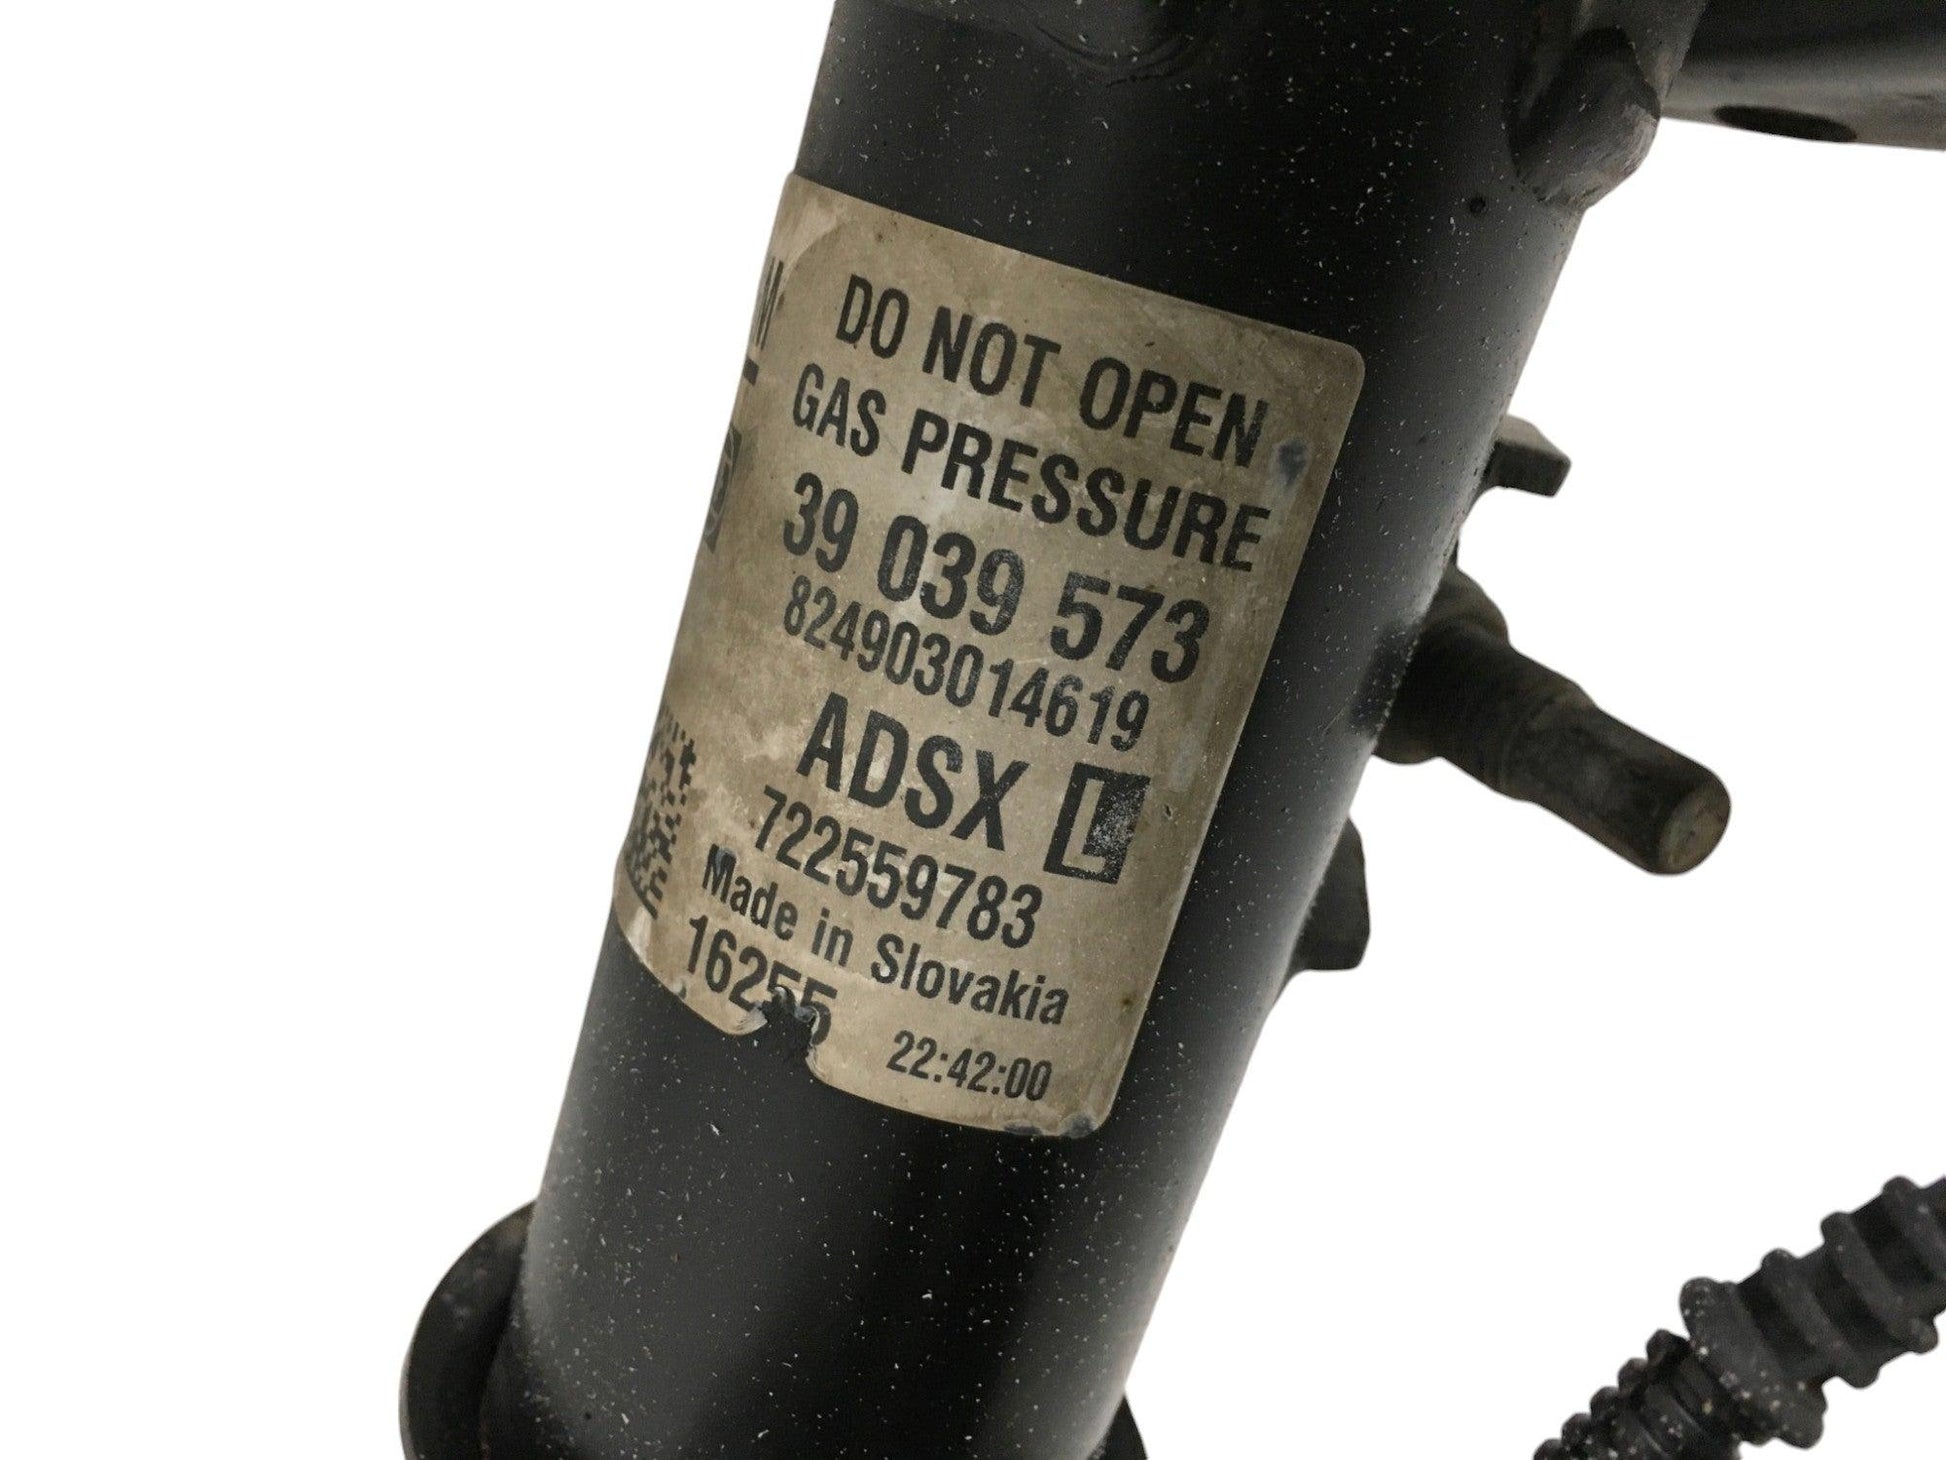 DO NOT OPEN
GAS PRESSURE
39 039 573
824903014619
ADSX L
722559783
Made in Slovakia
16255
22:42:00